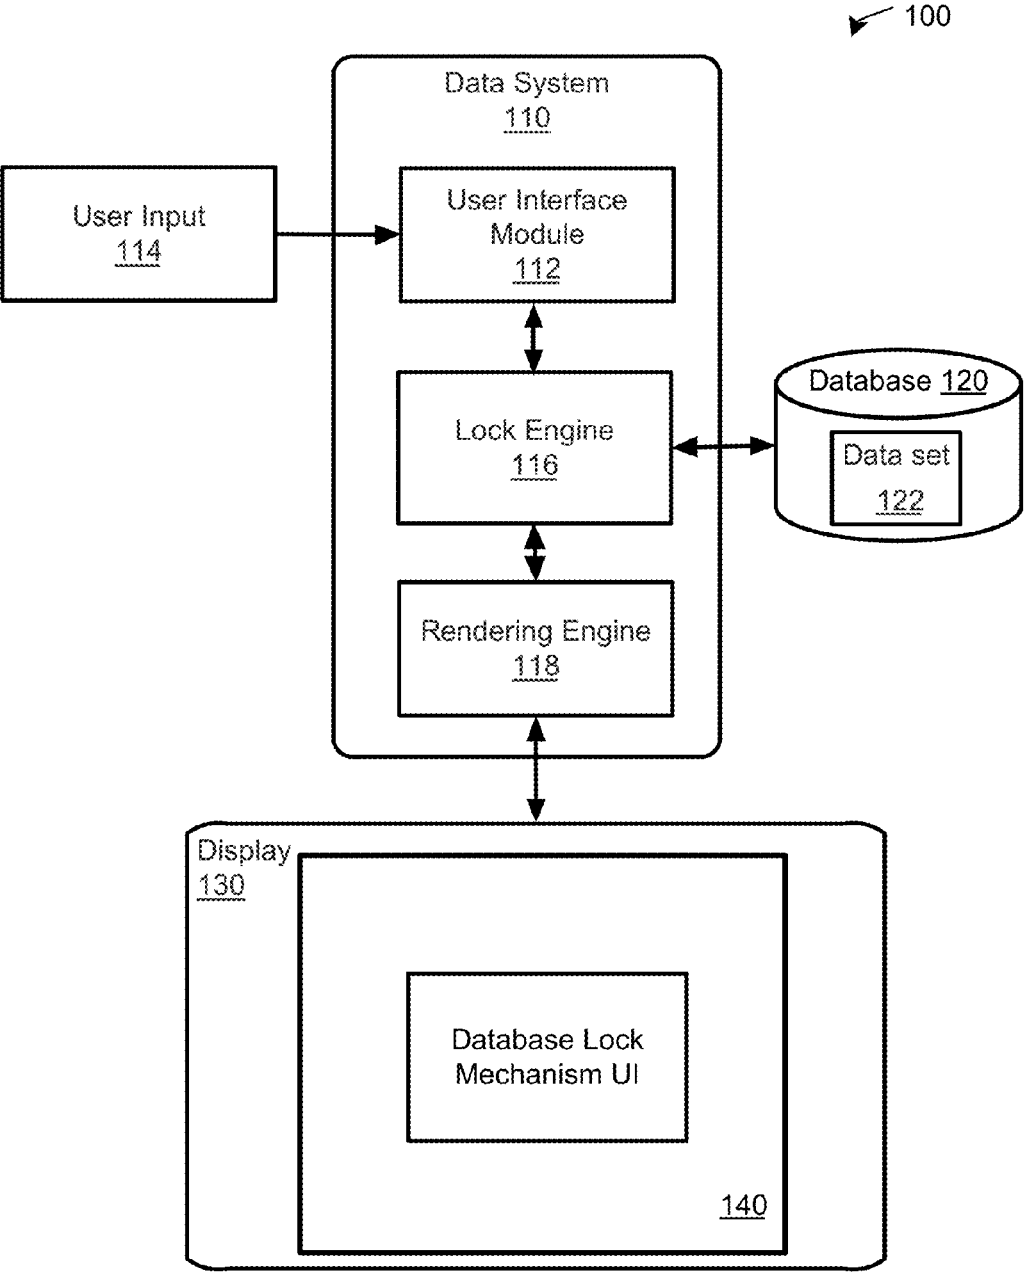 100
Data System
110
User Input
114
User Interface
Module
112
Database 120
Data set
122
Lock Engine
116
Rendering Engine
118
Display
130
Database Lock
Mechanism UI
140